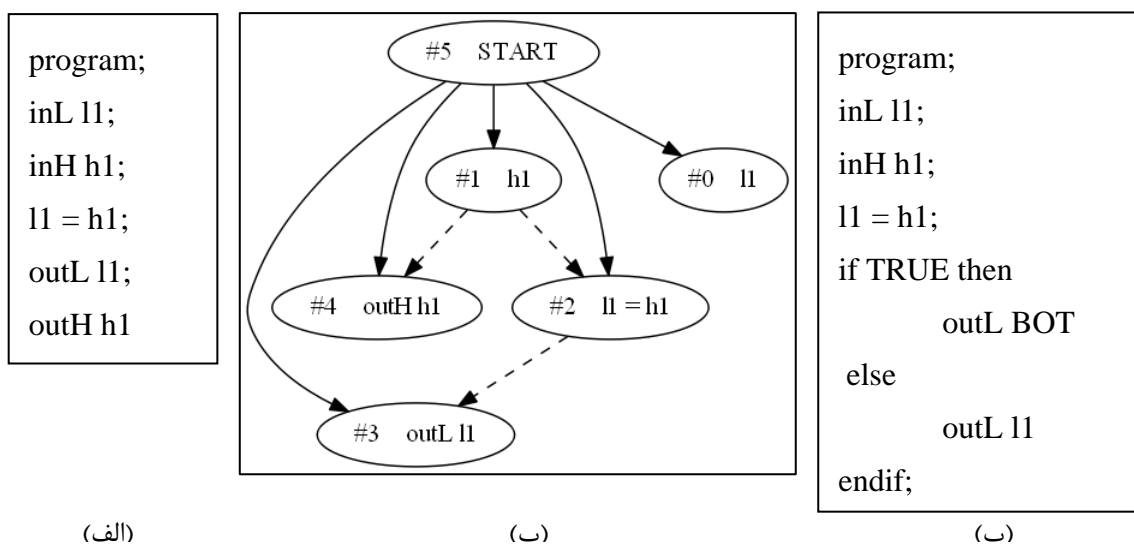 program;
inL l1;
inH h1;
l1 = h1;
outL l1;
outH h1
#5 START
#1 h1
#0 l1
#4 outH h1
#2 l1 = h1
#3 outL l1
program;
inL l1;
inH h1;
l1 = h1;
if TRUE then
outL BOT
else
outL l1
endif;
(الف)
(ب)
(ب)